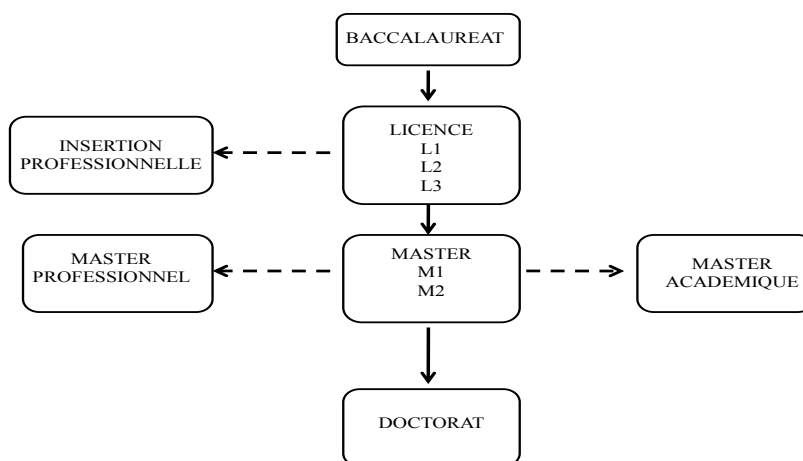 BACCALAUREAT
INSERTION
PROFESSIONNELLE
LICENCE
L1
L2
L3
MASTER
PROFESSIONNEL
MASTER
M1
M2
MASTER
ACADEMIQUE
DOCTORAT